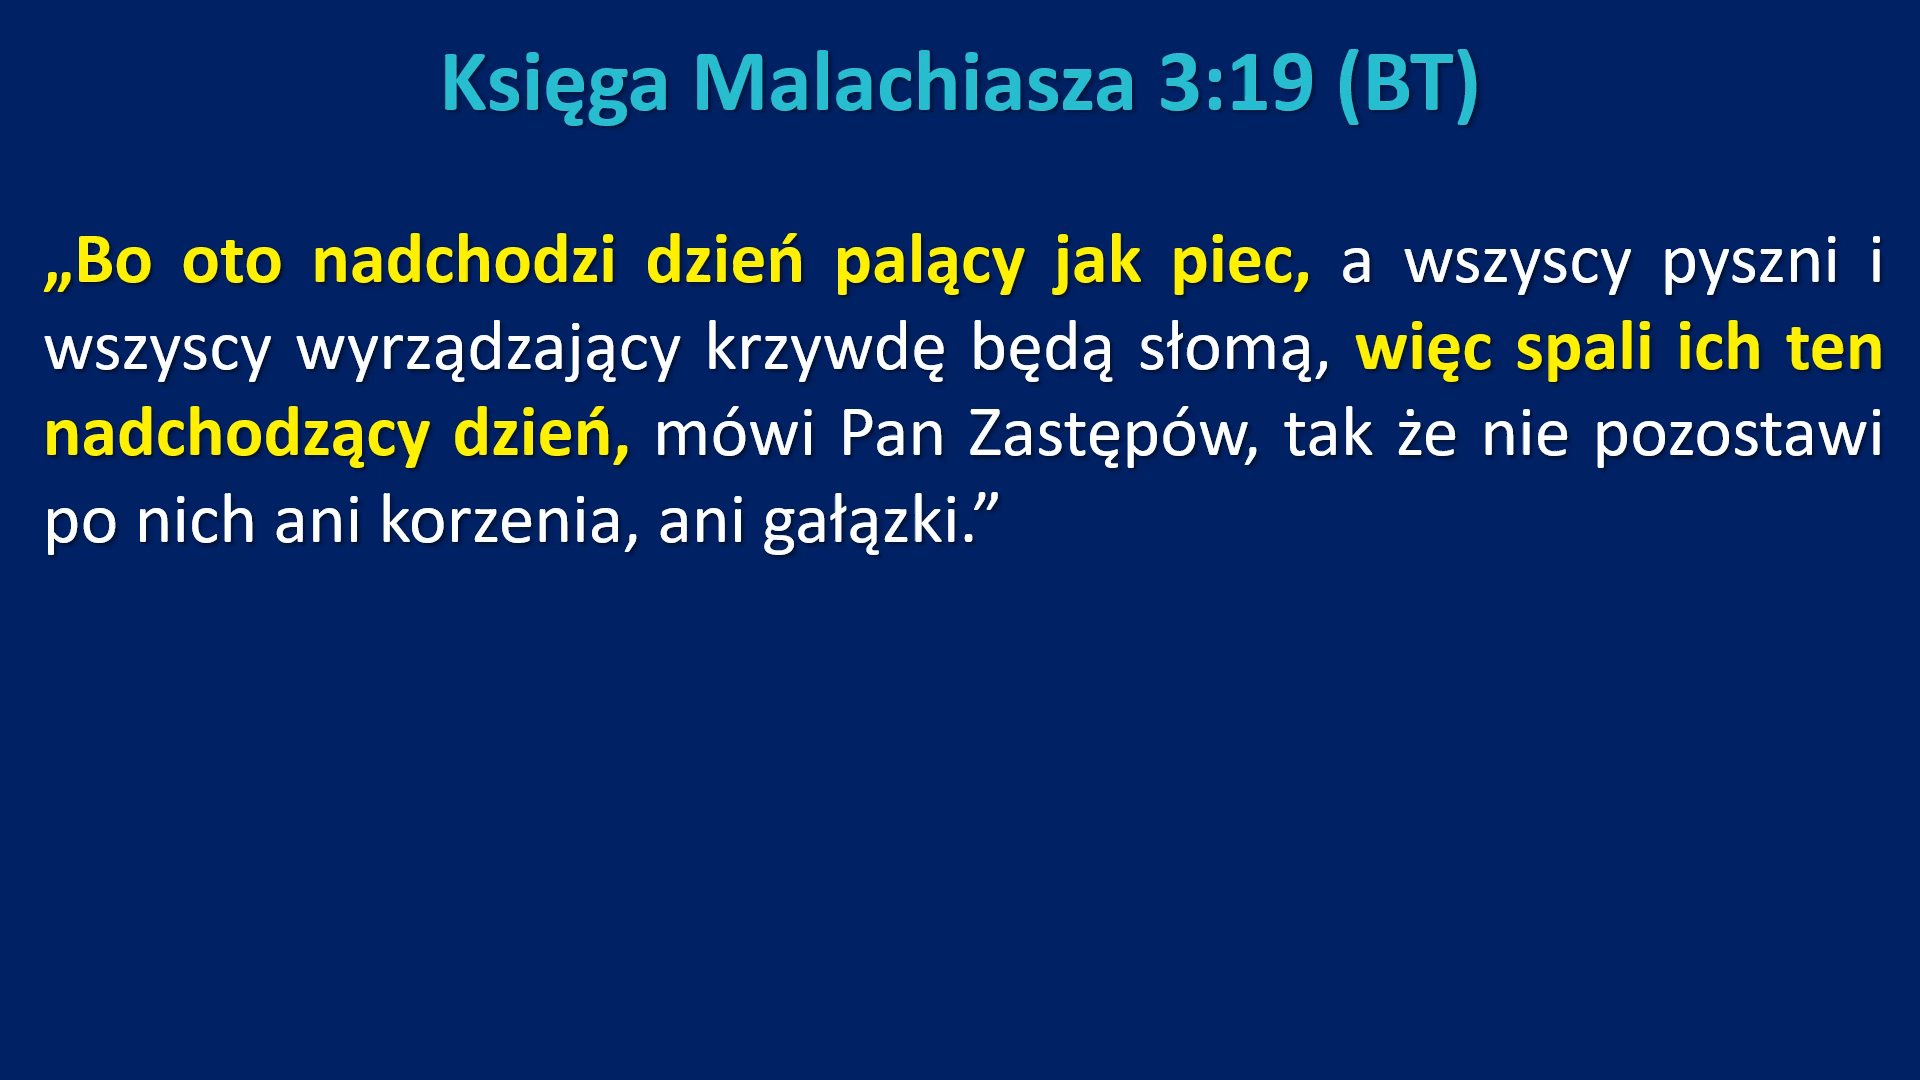 Księga Malachiasza 3:19 (BT)
„Bo oto nadchodzi dzień palący jak piec, a wszyscy pyszni i
wszyscy wyrządzający krzywdę będą słomą, więc spali ich ten
nadchodzący dzień, mówi Pan Zastępów, tak że nie pozostawi
po nich ani korzenia, ani gałązki.”